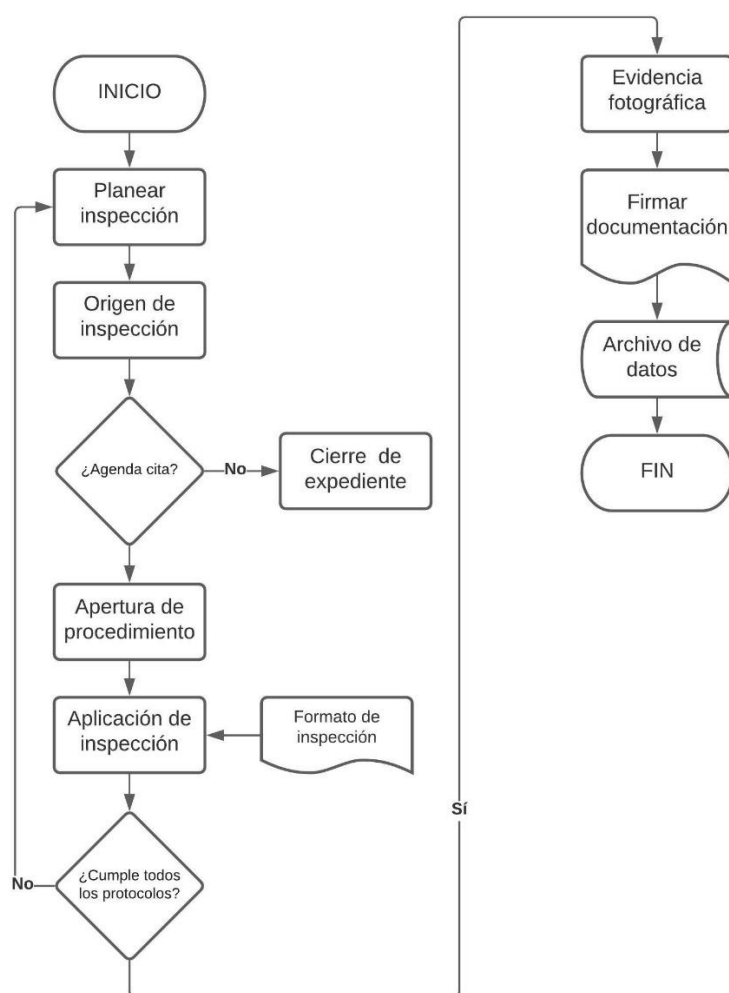 INICIO
Planear
inspección
Origen de
inspección
¿Agenda cita?
No
Cierre de
expediente
Apertura de
procedimiento
Aplicación de
inspección
Formato de
inspección
¿Cumple todos
los protocolos?
No
Sí
Evidencia
fotográfica
Firmar
documentación
Archivo de
datos
FIN